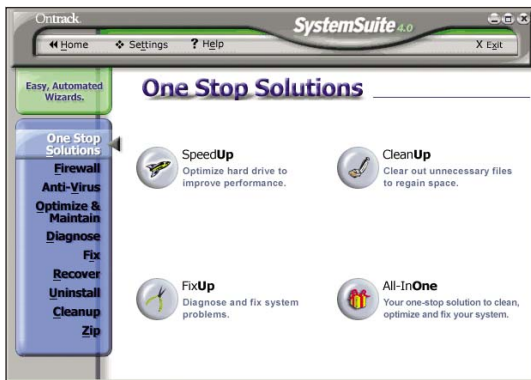 Ontrack
SystemSuite 4.0
Home
Settings
? Help
X Exit
Easy, Automated
Wizards.
One Stop
Solutions
Firewall
Anti-Virus
Optimize &
Maintain
Diagnose
Fix
Recover
Uninstall
Cleanup
Zip
One Stop Solutions
SpeedUp
Optimize hard drive to
improve performance.
CleanUp
Clear out unnecessary files
to regain space.
FixUp
Diagnose and fix system
problems.
All-InOne
Your one-stop solution to clean,
optimize and fix your system.